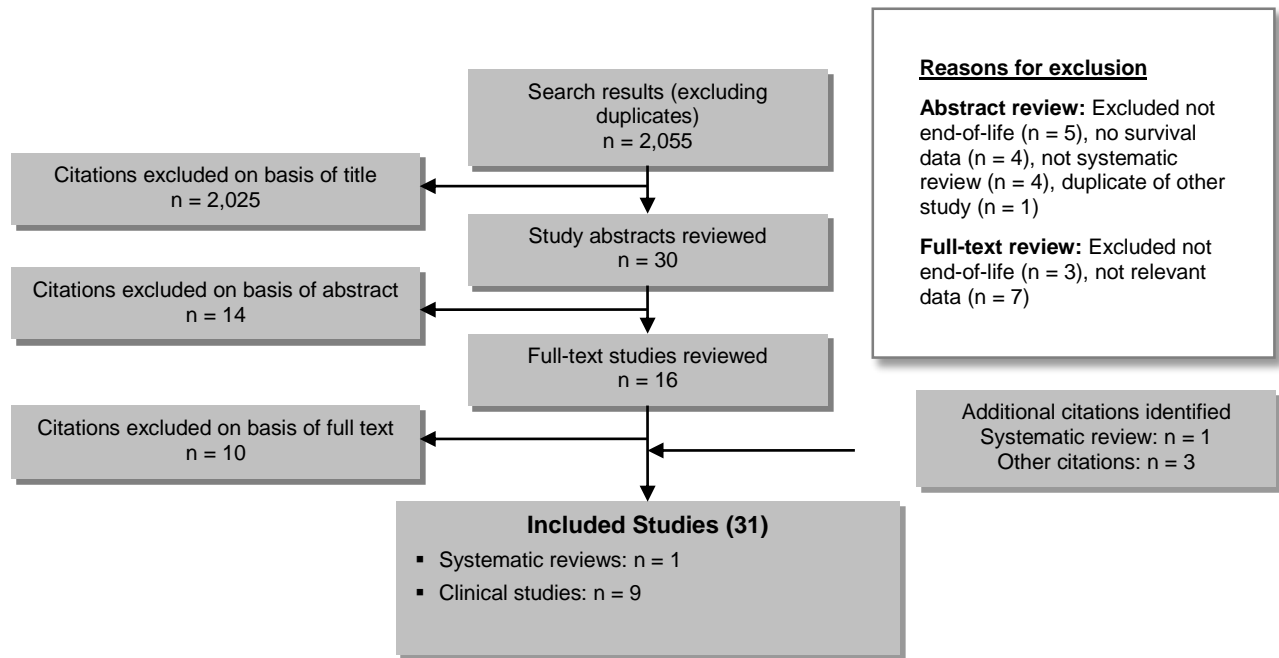 Search results (excluding
duplicates)
n = 2,055
Citations excluded on basis of title
n = 2,025
Study abstracts reviewed
n = 30
Citations excluded on basis of abstract
n = 14
Full-text studies reviewed
n = 16
Citations excluded on basis of full text
n = 10
Additional citations identified
Systematic review: n = 1
Other citations: n = 3
Included Studies (31)
▪ Systematic reviews: n = 1
▪ Clinical studies: n = 9
Reasons for exclusion
Abstract review: Excluded not
end-of-life (n = 5), no survival
data (n = 4), not systematic
review (n = 4), duplicate of other
study (n = 1)
Full-text review: Excluded not
end-of-life (n = 3), not relevant
data (n = 7)